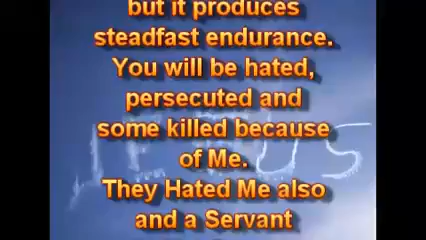 but it produces
steadfast endurance.
You will be hated,
persecuted and
some killed because
of Me.
They Hated Me also
and a Servant
JESUS